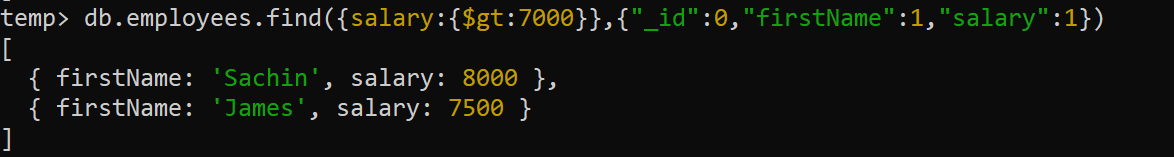 temp> db.employees.find({salary:{$gt:7000}},{"_id":0,"firstName":1,"salary":1})
[
  { firstName: 'Sachin', salary: 8000 },
  { firstName: 'James', salary: 7500 }
]